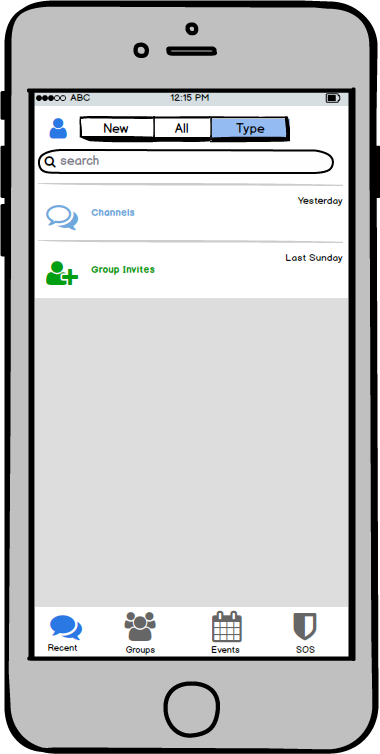 ABC 12:15 PM
New All Type
search
Yesterday
Channels
Last Sunday
Group Invites
Recent Groups Events SOS